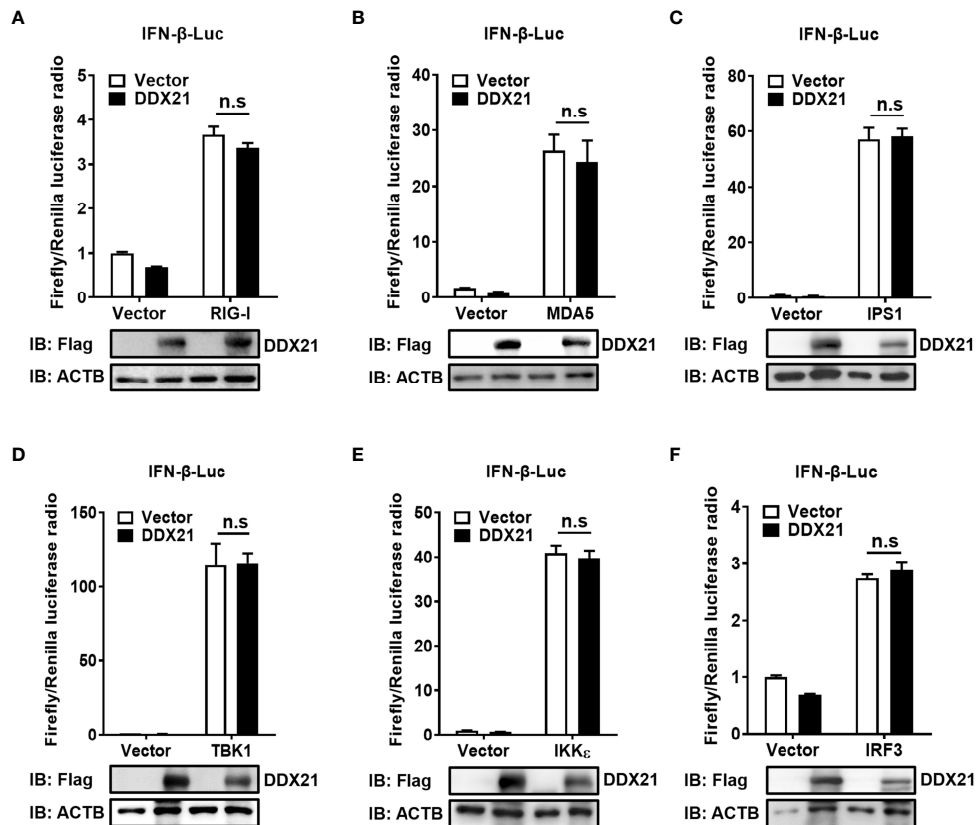 A
IFN-β-Luc
Firefly/Renilla luciferase radio
5
4
3
2
1
0
Vector
DDX21
n.s
Vector RIG-I
IB: Flag DDX21
IB: ACTB
B
IFN-β-Luc
Firefly/Renilla luciferase radio
40
30
20
10
0
Vector
DDX21
n.s
Vector MDA5
IB: Flag DDX21
IB: ACTB
C
IFN-β-Luc
Firefly/Renilla luciferase radio
80
60
40
20
0
Vector
DDX21
n.s
Vector IPS1
IB: Flag DDX21
IB: ACTB
D
IFN-β-Luc
Firefly/Renilla luciferase radio
150
100
50
0
Vector
DDX21
n.s
Vector TBK1
IB: Flag DDX21
IB: ACTB
E
IFN-β-Luc
Firefly/Renilla luciferase radio
50
40
30
20
10
0
Vector
DDX21
n.s
Vector IKKε
IB: Flag DDX21
IB: ACTB
F
IFN-β-Luc
Firefly/Renilla luciferase radio
4
3
2
1
0
Vector
DDX21
n.s
Vector IRF3
IB: Flag DDX21
IB: ACTB